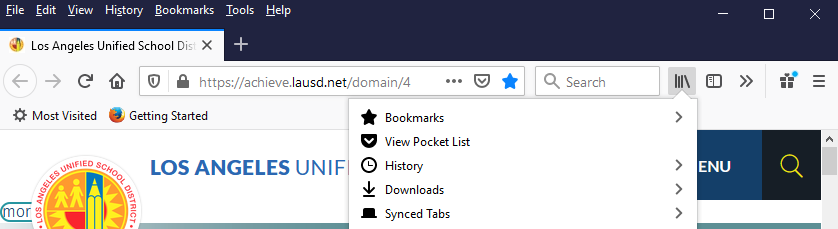 File Edit View History Bookmarks Tools Help
Los Angeles Unified School Dist
https://achieve.lausd.net/domain/4
Search
Most Visited Getting Started
Bookmarks
View Pocket List
History
Downloads
Synced Tabs
LOS ANGELES UNIF
ENU
LOS ANGELES UNIFIED SCHOOL DISTRICT
mor